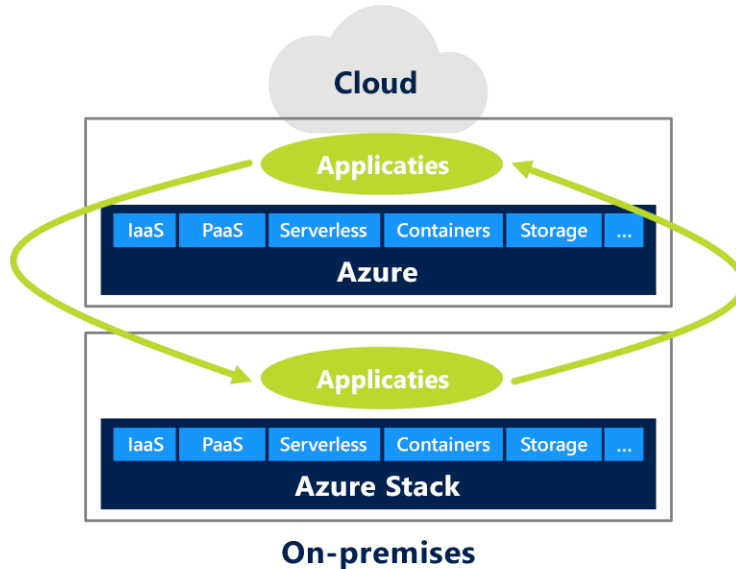 Cloud
Applicaties
IaaS PaaS Serverless Containers Storage ...
Azure
Applicaties
IaaS PaaS Serverless Containers Storage ...
Azure Stack
On-premises